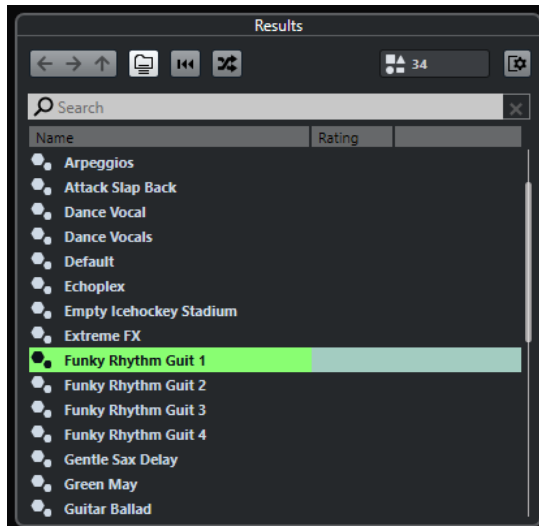 Results
34
Search
Name Rating
Arpeggios
Attack Slap Back
Dance Vocal
Dance Vocals
Default
Echoplex
Empty Icehockey Stadium
Extreme FX
Funky Rhythm Guit 1
Funky Rhythm Guit 2
Funky Rhythm Guit 3
Funky Rhythm Guit 4
Gentle Sax Delay
Green May
Guitar Ballad